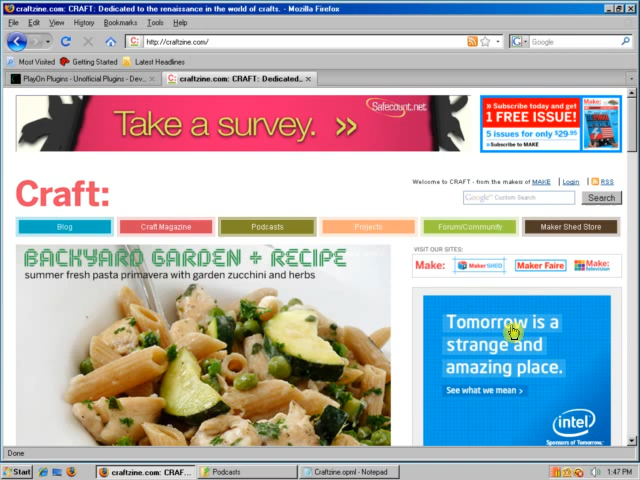 craftzine.com: CRAFT: Dedicated to the renaissance in the world of crafts. - Mozilla Firefox
File Edit View History Bookmarks Tools Help
http://craftzine.com/
Google
Most Visited Getting Started Latest Headlines
PlayOn Plugins - Unofficial Plugins - Dev...
craftzine.com: CRAFT: Dedicated...
Take a survey. >>
Safecount.net
» Subscribe today and get
1 FREE ISSUE!
5 issues for only $29.95
» Subscribe to MAKE
Make:
Welcome to CRAFT - from the makers of MAKE | Login | RSS
Craft:
Google™ Custom Search
Search
Blog
Craft Magazine
Podcasts
Projects
Forum/Community
Maker Shed Store
BACKYARD GARDEN + RECIPE
summer fresh pasta primavera with garden zucchini and herbs
VISIT OUR SITES:
Make: Maker SHED Maker Faire Make: television
Tomorrow is a
strange and
amazing place.
See what we mean >
intel
Sponsors of Tomorrow.
Done
Start
craftzine.com: CRAF...
Podcasts
Craftzine.opml - Notepad
1:47 PM